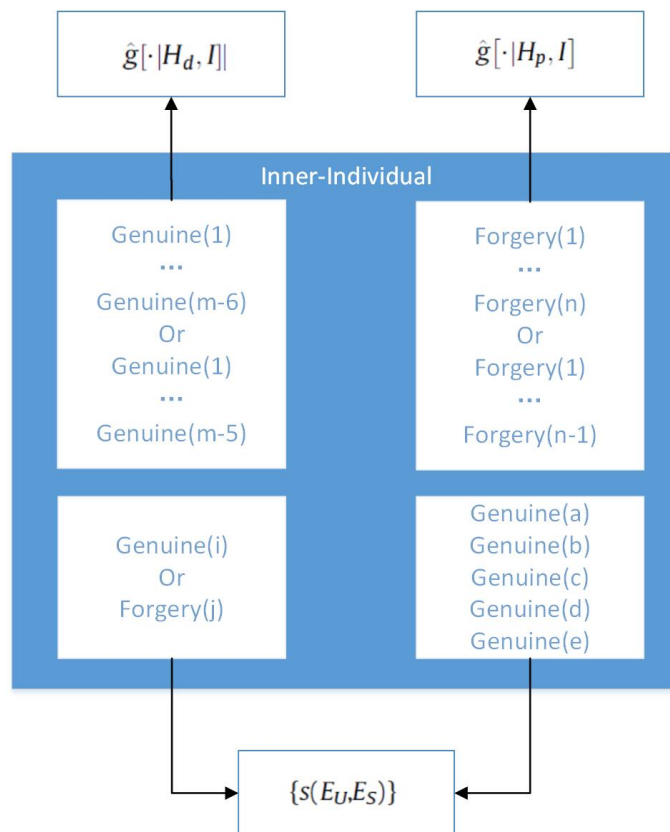 ĝ[·|H_d, I]|
ĝ[·|H_p, I]
Inner-Individual
Genuine(1)
...
Genuine(m-6)
Or
Genuine(1)
...
Genuine(m-5)
Forgery(1)
...
Forgery(n)
Or
Forgery(1)
...
Forgery(n-1)
Genuine(i)
Or
Forgery(j)
Genuine(a)
Genuine(b)
Genuine(c)
Genuine(d)
Genuine(e)
{s(E_U,E_S)}